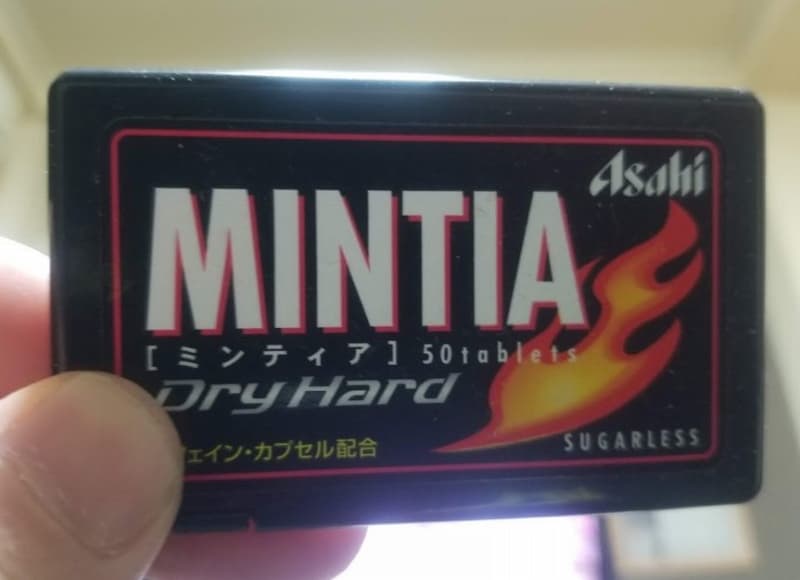 Asahi
MINTIA
[ミンティア] 50tablets
Dry Hard
ェイン・カプセル配合
SUGARLESS